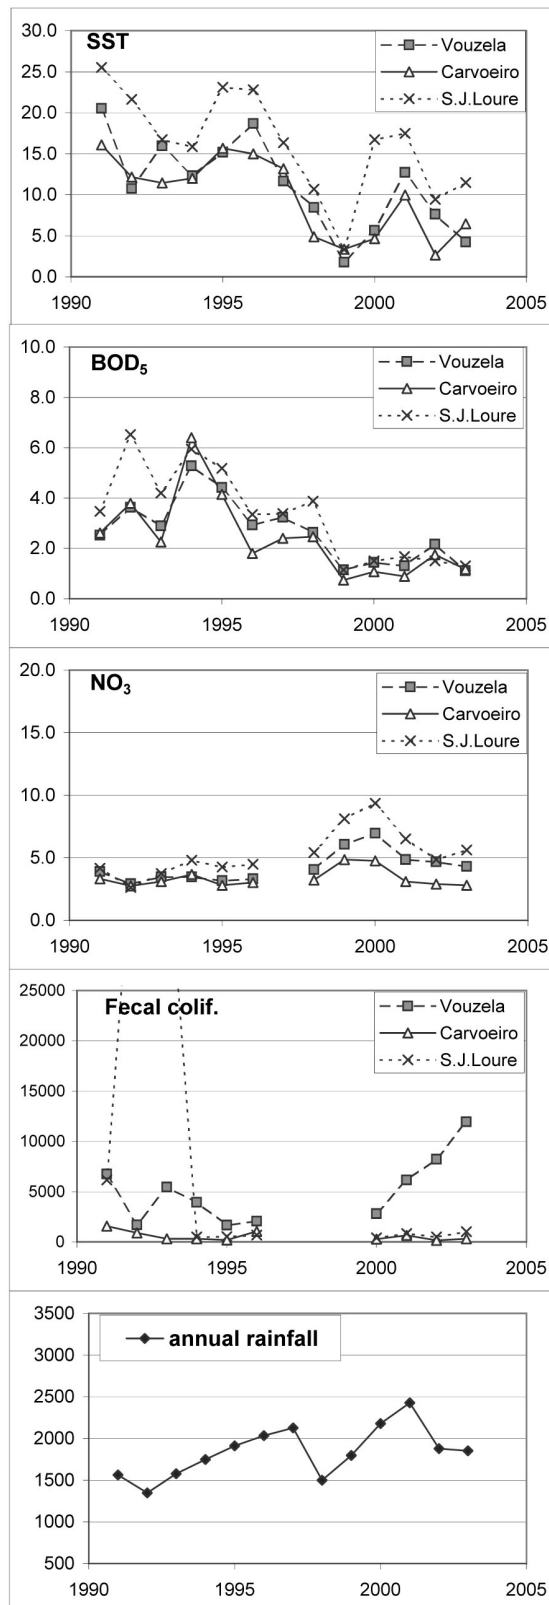 SST
30.0
25.0
20.0
15.0
10.0
5.0
0.0
Vouzela
Carvoeiro
S.J.Loure
1990 1995 2000 2005
BOD5
10.0
8.0
6.0
4.0
2.0
0.0
Vouzela
Carvoeiro
S.J.Loure
1990 1995 2000 2005
NO3
20.0
15.0
10.0
5.0
0.0
Vouzela
Carvoeiro
S.J.Loure
1990 1995 2000 2005
Fecal colif.
25000
20000
15000
10000
5000
0
Vouzela
Carvoeiro
S.J.Loure
1990 1995 2000 2005
annual rainfall
3500
3000
2500
2000
1500
1000
500
1990 1995 2000 2005